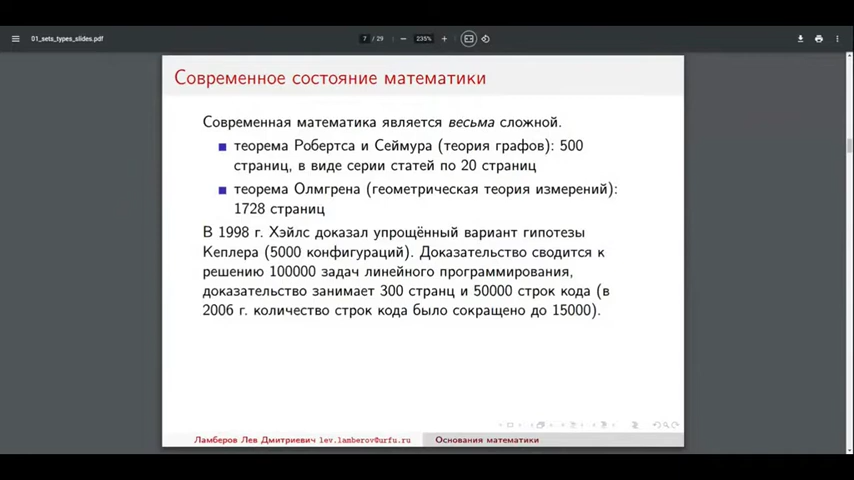 01_sets_types_slides.pdf
7 / 29
235%
Современное состояние математики
Современная математика является весьма сложной.
теорема Робертса и Сеймура (теория графов): 500
страниц, в виде серии статей по 20 страниц
теорема Олмгрена (геометрическая теория измерений):
1728 страниц
В 1998 г. Хэйлс доказал упрощённый вариант гипотезы
Кеплера (5000 конфигураций). Доказательство сводится к
решению 100000 задач линейного программирования,
доказательство занимает 300 странц и 50000 строк кода (в
2006 г. количество строк кода было сокращено до 15000).
Ламберов Лев Дмитриевич lev.lamberov@urfu.ru
Основания математики